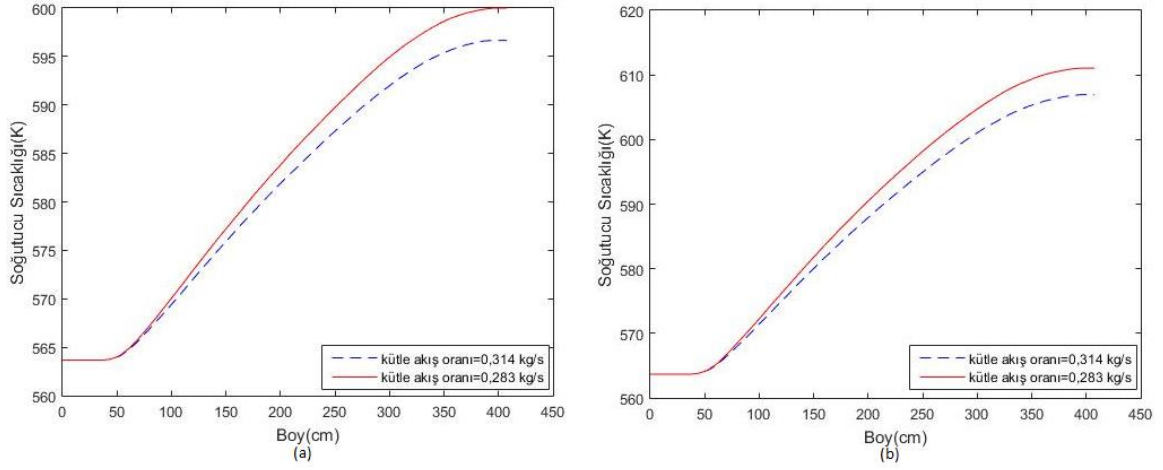 600
595
590
585
580
575
570
565
560
Soğutucu Sıcaklığı(K)
kütle akış oranı=0,314 kg/s
kütle akış oranı=0,283 kg/s
0 50 100 150 200 250 300 350 400 450
Boy(cm)
(a)
620
610
600
590
580
570
560
Soğutucu Sıcaklığı(K)
kütle akış oranı=0,314 kg/s
kütle akış oranı=0,283 kg/s
0 50 100 150 200 250 300 350 400 450
Boy(cm)
(b)